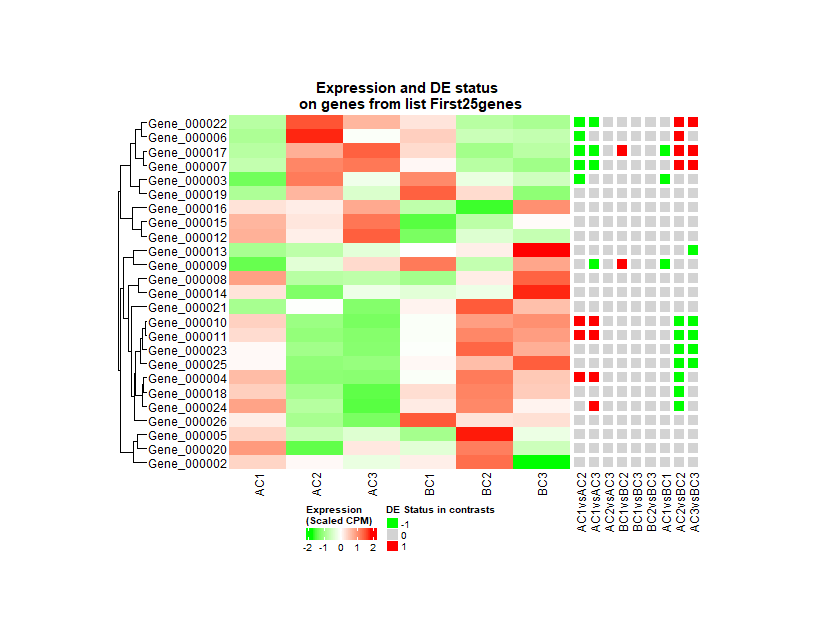 Expression and DE status
on genes from list First25genes
Gene_000022
Gene_000006
Gene_000017
Gene_000007
Gene_000003
Gene_000019
Gene_000016
Gene_000015
Gene_000012
Gene_000013
Gene_000009
Gene_000008
Gene_000014
Gene_000021
Gene_000010
Gene_000011
Gene_000023
Gene_000025
Gene_000004
Gene_000018
Gene_000024
Gene_000026
Gene_000005
Gene_000020
Gene_000002
AC1
AC2
AC3
BC1
BC2
BC3
AC1vsAC2
AC1vsAC3
AC2vsAC3
BC1vsBC2
BC1vsBC3
BC2vsBC3
AC1vsBC1
AC2vsBC2
AC3vsBC3
Expression
(Scaled CPM)
-2 -1 0 1 2
DE Status in contrasts
-1
0
1